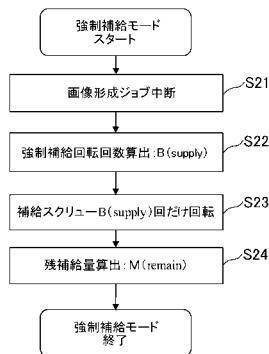 強制補給モード
スタート
画像形成ジョブ中断
S21
強制補給回転回数算出:B(supply)
S22
補給スクリューB(supply)回だけ回転
S23
残補給量算出:M(remain)
S24
強制補給モード
終了